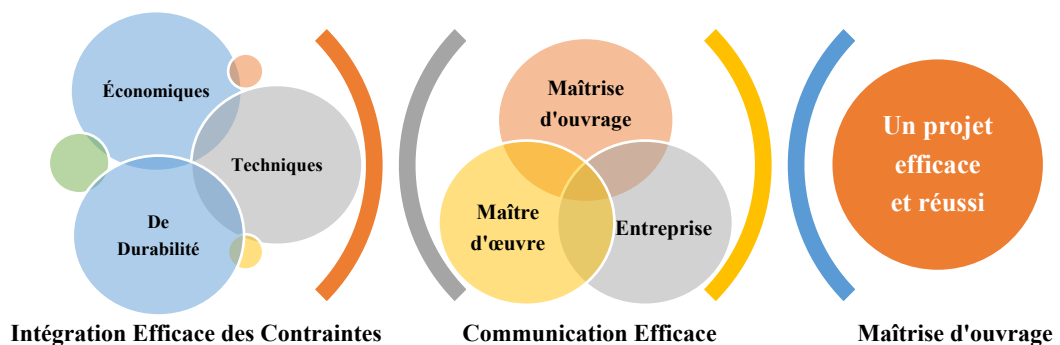 Économiques
Techniques
De
Durabilité
Intégration Efficace des Contraintes
Maîtrise
d'ouvrage
Maître
d'œuvre
Entreprise
Communication Efficace
Un projet
efficace
et réussi
Maîtrise d'ouvrage